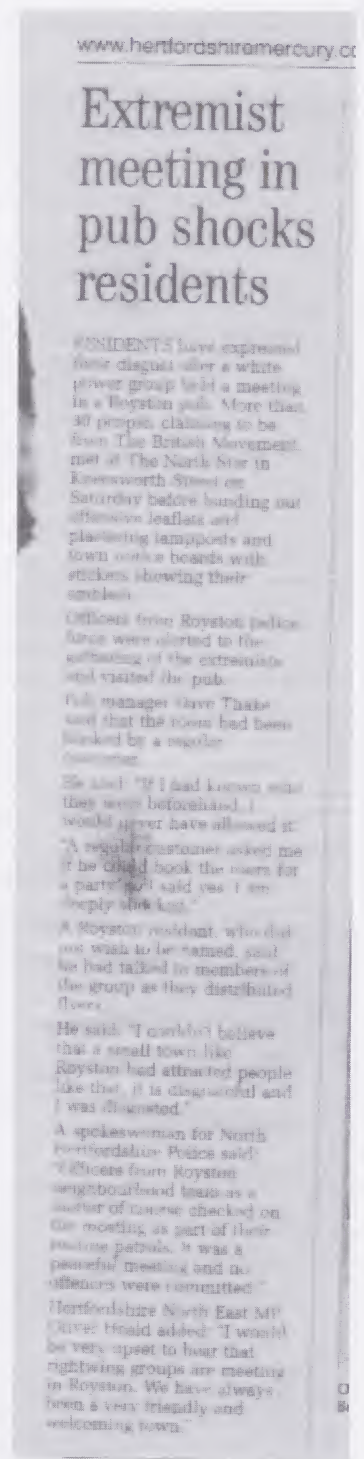 www.hertfordshiremercury.co
Extremist
meeting in
pub shocks
residents
RESIDENTS have expressed
their disgust after a white
power group held a meeting
in a Royston pub. More than
30 people, claiming to be
from The British Movement,
met at The North Star in
Kneesworth Street on
Saturday before handing out
offensive leaflets and
plastering lampposts and
town notice boards with
stickers showing their
emblem.
Officers from Royston police
force were alerted to the
gathering of the extremists
and visited the pub.
Pub manager Dave Thake
said that the room had been
booked by a regular
customer.
He said: "If I had known who
they were beforehand, I
would never have allowed it.
"A regular customer asked me
if he could book the room for
a party so I said yes. I am
deeply shocked."
A Royston resident, who did
not wish to be named, said
he had talked to members of
the group as they distributed
flyers.
He said: "I couldn't believe
that a small town like
Royston had attracted people
like that, it is disgraceful and
I was disgusted."
A spokeswoman for North
Hertfordshire Police said:
"Officers from Royston
neighbourhood team as a
matter of course checked on
the meeting as part of their
routine patrols. It was a
peaceful meeting and no
offences were committed."
Hertfordshire North East MP
Oliver Heald added: "I would
be very upset to hear that
rightwing groups are meeting
in Royston. We have always
been a very friendly and
welcoming town."